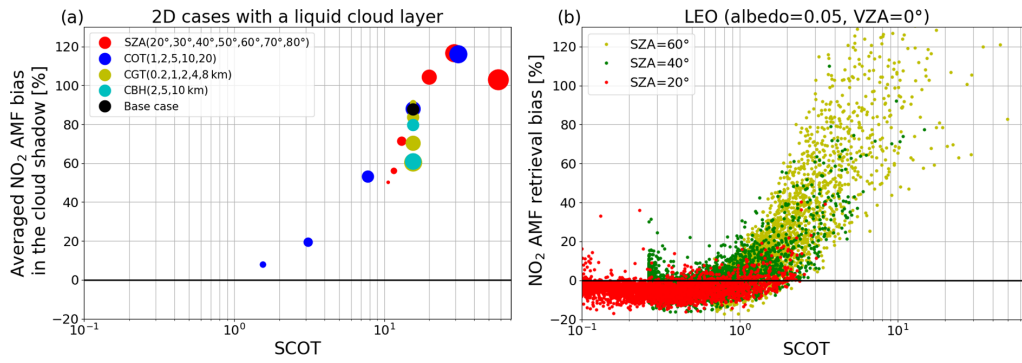 (a)
2D cases with a liquid cloud layer
SZA(20°,30°,40°,50°,60°,70°,80°)
COT(1,2,5,10,20)
CGT(0.2,1,2,4,8 km)
CBH(2,5,10 km)
Base case
Averaged NO₂ AMF bias
in the cloud shadow [%]
120
100
80
60
40
20
0
−20
10⁻¹
10⁰
10¹
SCOT
(b)
LEO (albedo=0.05, VZA=0°)
SZA=60°
SZA=40°
SZA=20°
NO₂ AMF retrieval bias [%]
120
100
80
60
40
20
0
−20
10⁻¹
10⁰
10¹
SCOT